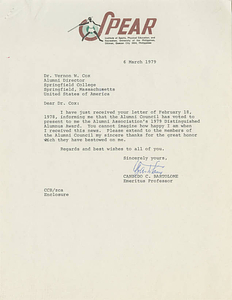 SPEAR
6 March 1979
Dr. Vernon W. Cox
Alumni Director
Springfield College
Springfield, Massachusetts
United States of America
Dear Dr. Cox:
I have just received your letter of February 18,
1979, informing me that the Alumni Council has voted to
present to me the Alumni Association's 1979 Distinguished
Alumnus Award. You cannot imagine how happy I am when
I received this news. Please extend to the members of
the Alumni Council my sincere thanks for the great honor
which they have bestowed on me.
Regards and best wishes to all of you.
Sincerely yours,
CANDIDO C. BARTOLOME
Emeritus Professor
CCB/soa
Enclosure